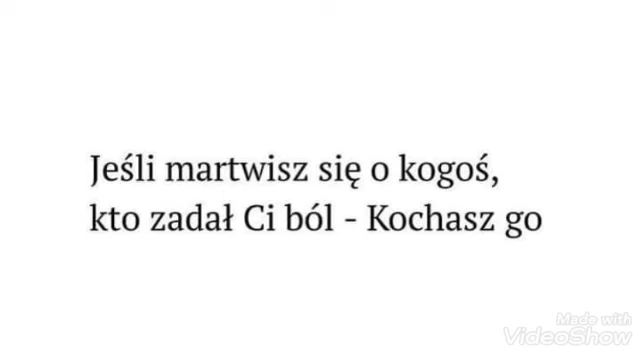 Jeśli martwisz się o kogoś,
kto zadał Ci ból - Kochasz go
Made with
VideoShow